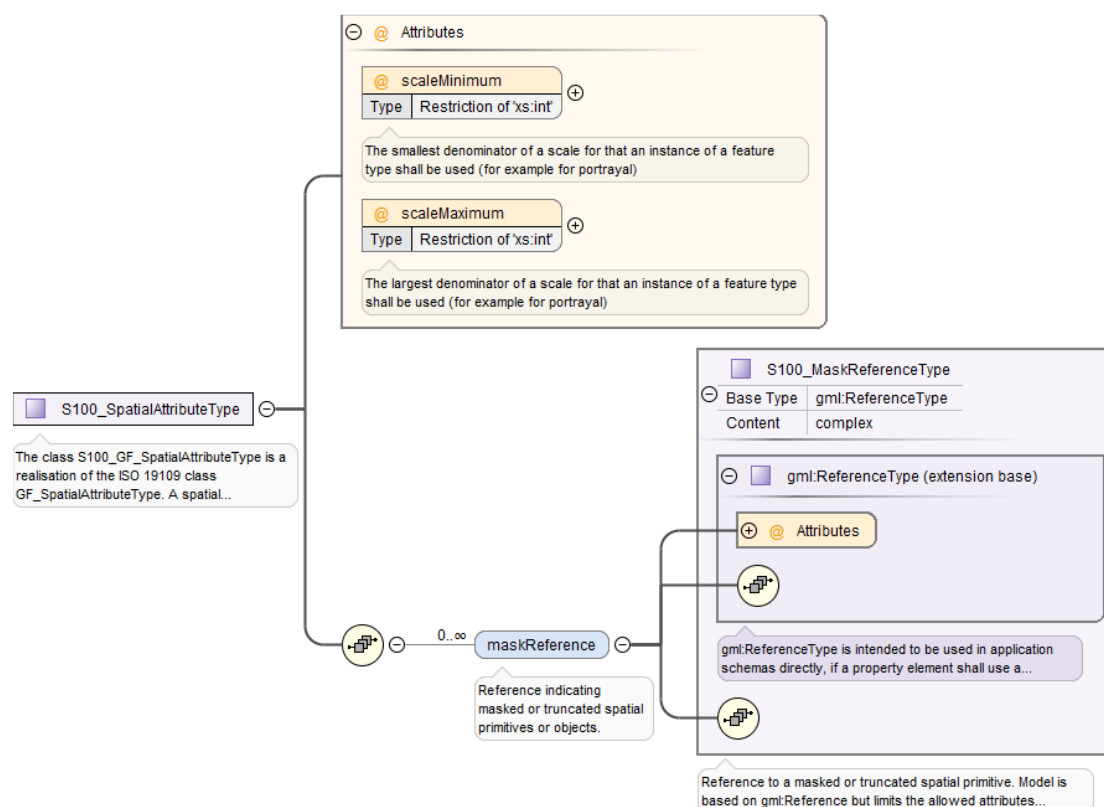 @ Attributes
@ scaleMinimum
Type Restriction of 'xs:int'
The smallest denominator of a scale for that an instance of a feature
type shall be used (for example for portrayal)
@ scaleMaximum
Type Restriction of 'xs:int'
The largest denominator of a scale for that an instance of a feature type
shall be used (for example for portrayal)
S100_SpatialAttributeType
The class S100_GF_SpatialAttributeType is a
realisation of the ISO 19109 class
GF_SpatialAttributeType. A spatial...
0..∞
maskReference
Reference indicating
masked or truncated spatial
primitives or objects.
S100_MaskReferenceType
Base Type gml:ReferenceType
Content complex
gml:ReferenceType (extension base)
@ Attributes
gml:ReferenceType is intended to be used in application
schemas directly, if a property element shall use a...
Reference to a masked or truncated spatial primitive. Model is
based on gml:Reference but limits the allowed attributes...